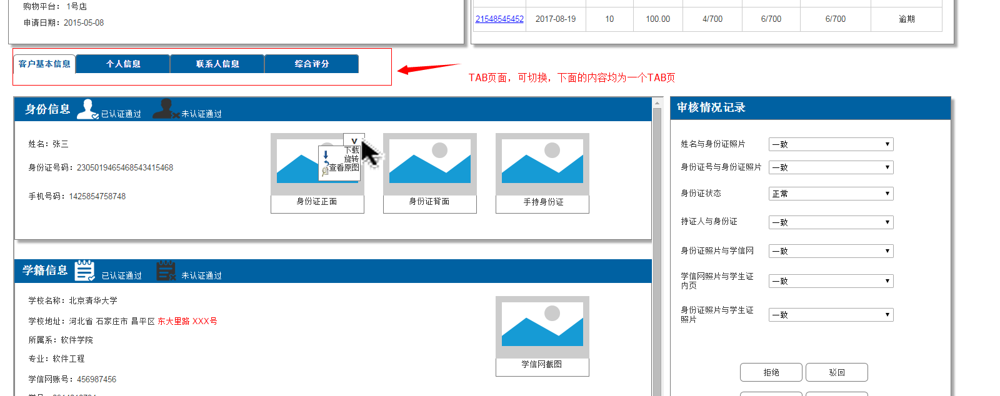 购物平台： 1号店
申请日期：2015-05-08
21548545452 2017-08-19 10 100.00 4/700 6/700 6/700 逾期
客户基本信息 个人信息 联系人信息 综合评分
TAB页面，可切换，下面的内容均为一个TAB页
身份信息 已认证通过 未认证通过
姓名：张三
身份证号码：2305019465468543415468
手机号码：1425854758748
v
下载
旋转
查看原图
身份证正面 身份证背面 手持身份证
学籍信息 已认证通过 未认证通过
学校名称：北京清华大学
学校地址：河北省 石家庄市 昌平区 东大里路 XXX号
所属系：软件学院
专业：软件工程
学信网账号：456987456
学信网截图
审核情况记录
姓名与身份证照片 一致
身份证号与身份证照片 一致
身份证状态 正常
持证人与身份证 一致
身份证照片与学信网 一致
学信网照片与学生证
内页 一致
身份证照片与学生证
照片 一致
拒绝 驳回